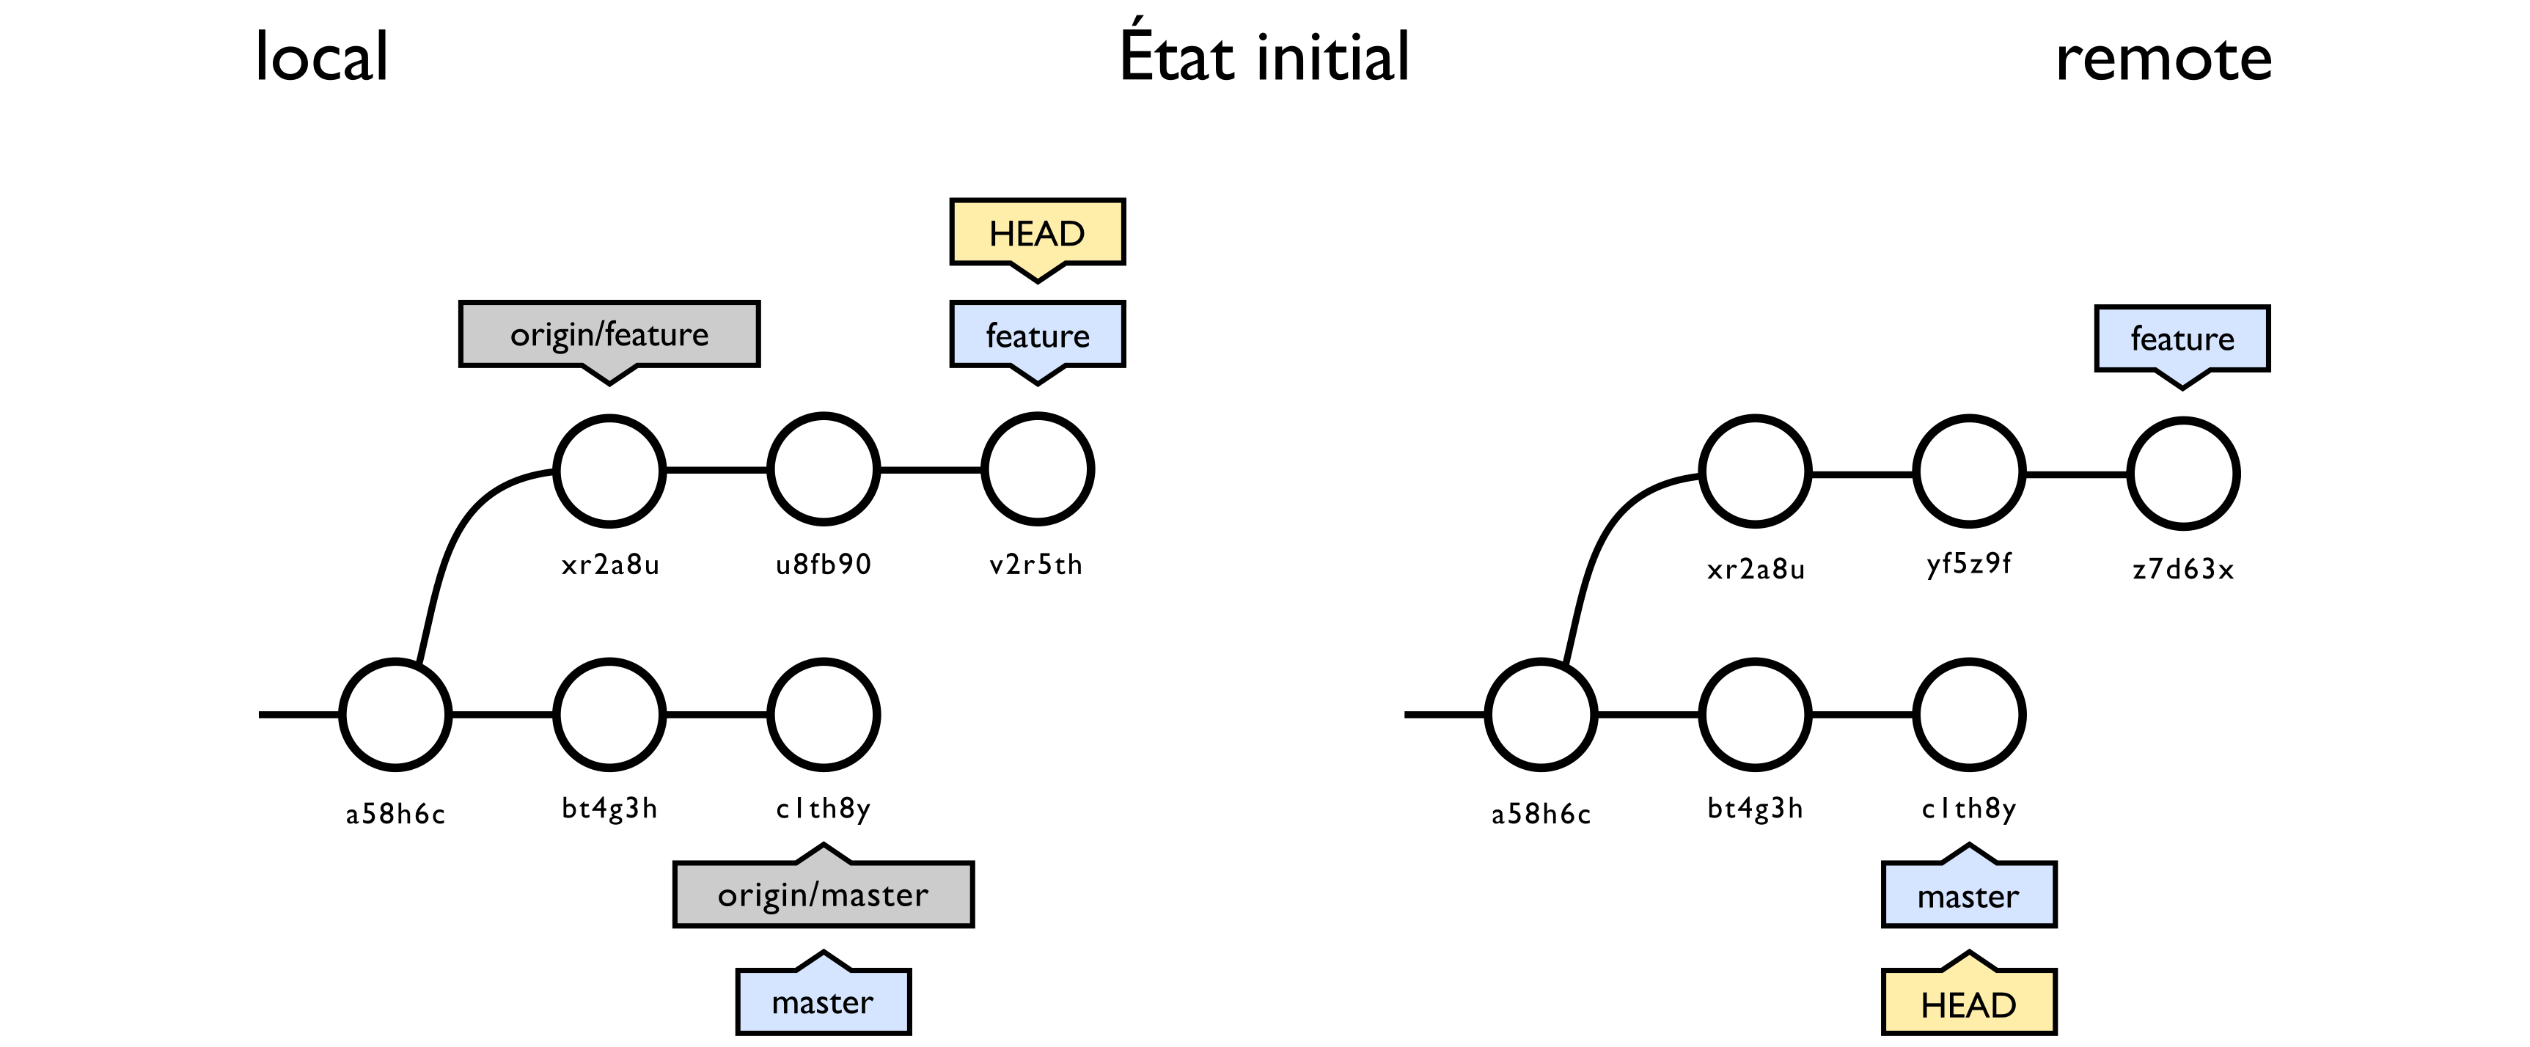 local
État initial
remote
HEAD
origin/feature
feature
feature
xr2a8u
u8fb90
v2r5th
xr2a8u
yf5z9f
z7d63x
a58h6c
bt4g3h
c1th8y
a58h6c
bt4g3h
c1th8y
origin/master
master
master
HEAD